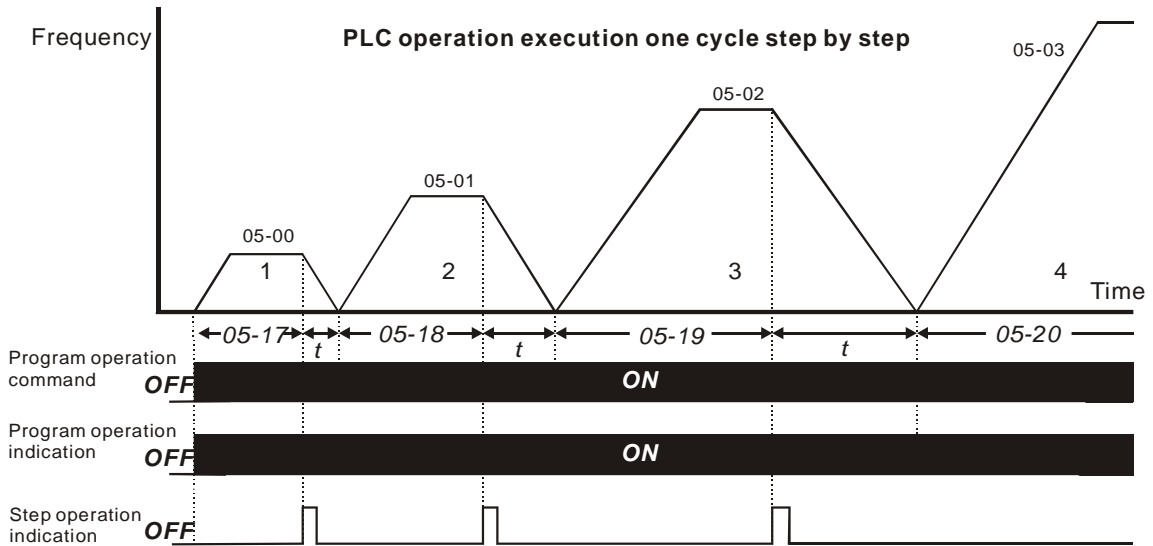 Frequency
PLC operation execution one cycle step by step
05-03
05-02
05-01
05-00
1
2
3
4
Time
05-17
t
05-18
t
05-19
t
05-20
Program operation
command
OFF
ON
Program operation
indication
OFF
ON
Step operation
indication
OFF